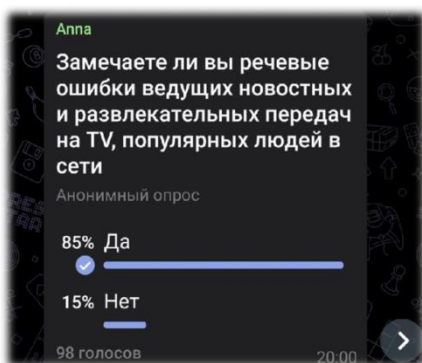 Anna
Замечаете ли вы речевые
ошибки ведущих новостных
и развлекательных передач
на TV, популярных людей в
сети
Анонимный опрос
85% Да
15% Нет
98 голосов 20:00